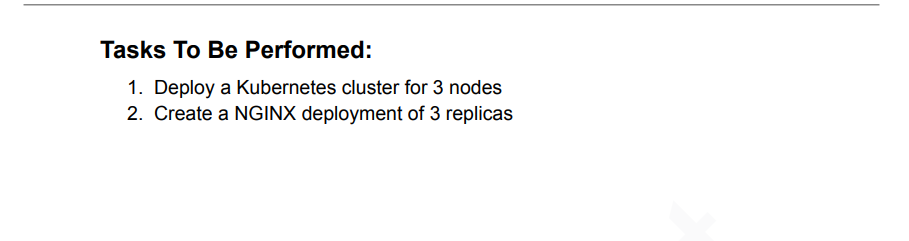 Tasks To Be Performed:
1. Deploy a Kubernetes cluster for 3 nodes
2. Create a NGINX deployment of 3 replicas